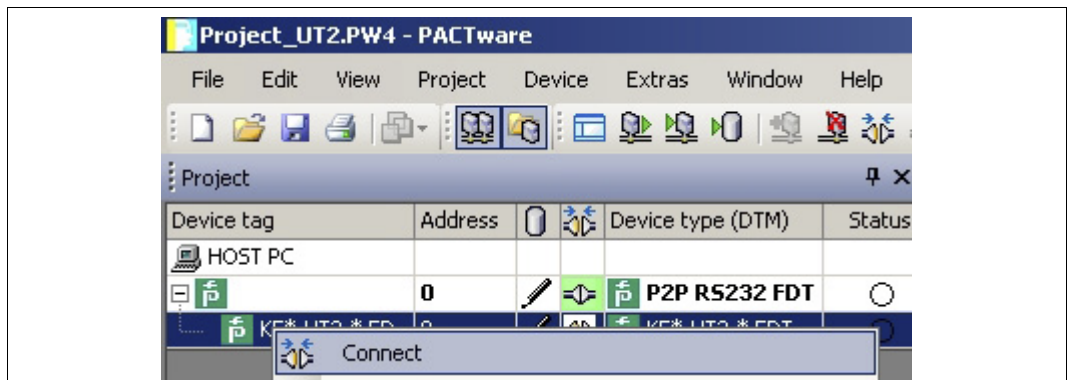 Project_UT2.PW4 - PACTware
File Edit View Project Device Extras Window Help
Project
Device tag Address Device type (DTM) Status
HOST PC
0 P2P RS232 FDT
Connect